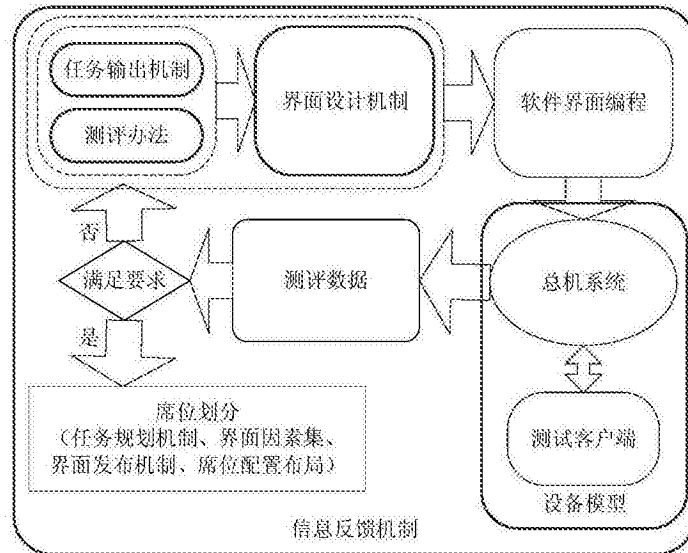 任务输出机制
测评办法
界面设计机制
软件界面编程
否
满足要求
是
测评数据
总机系统
测试客户端
设备模型
席位划分
（任务规划机制、界面因素集、
界面发布机制、席位配置布局）
信息反馈机制